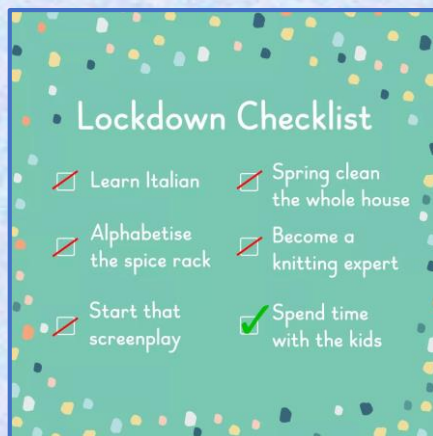 Lockdown Checklist
Learn Italian
Alphabetise
the spice rack
Start that
screenplay
Spring clean
the whole house
Become a
knitting expert
Spend time
with the kids